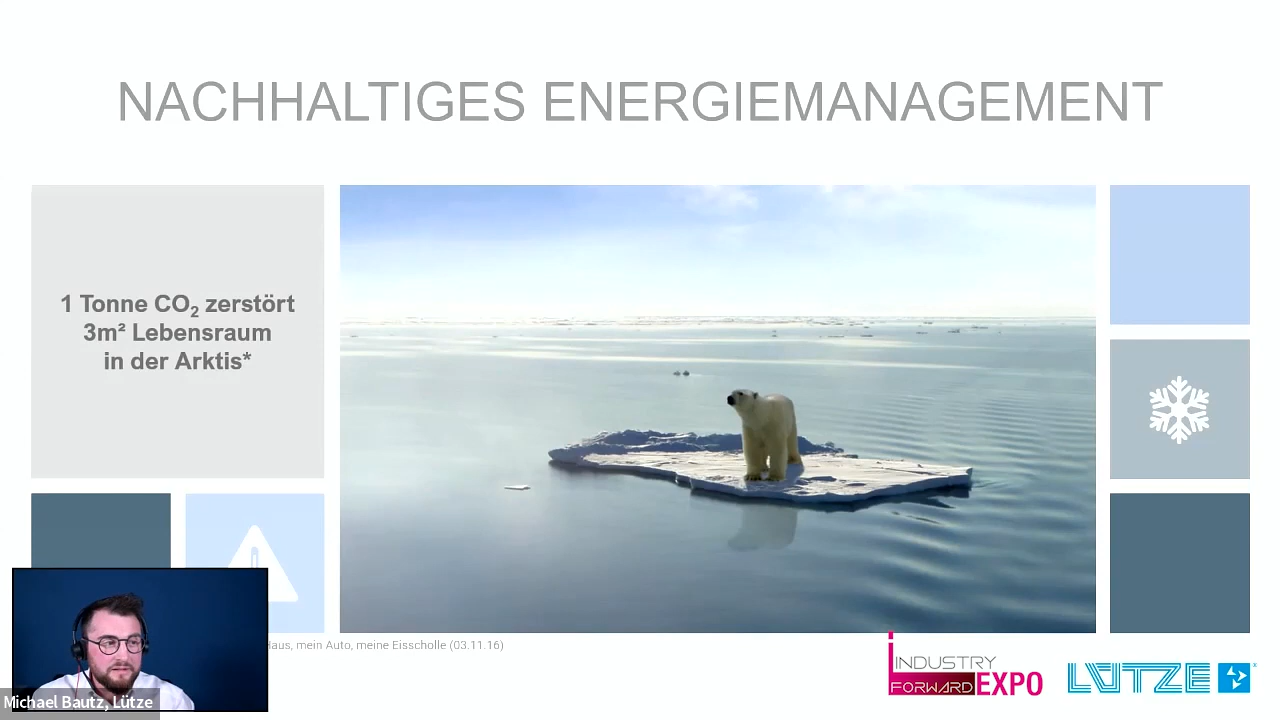 NACHHALTIGES ENERGIEMANAGEMENT
1 Tonne CO₂ zerstört
3m² Lebensraum
in der Arktis*
Haus, mein Auto, meine Eisscholle (03.11.16)
INDUSTRY
FORWARD EXPO
LÜTZE
Michael Bautz, Lütze